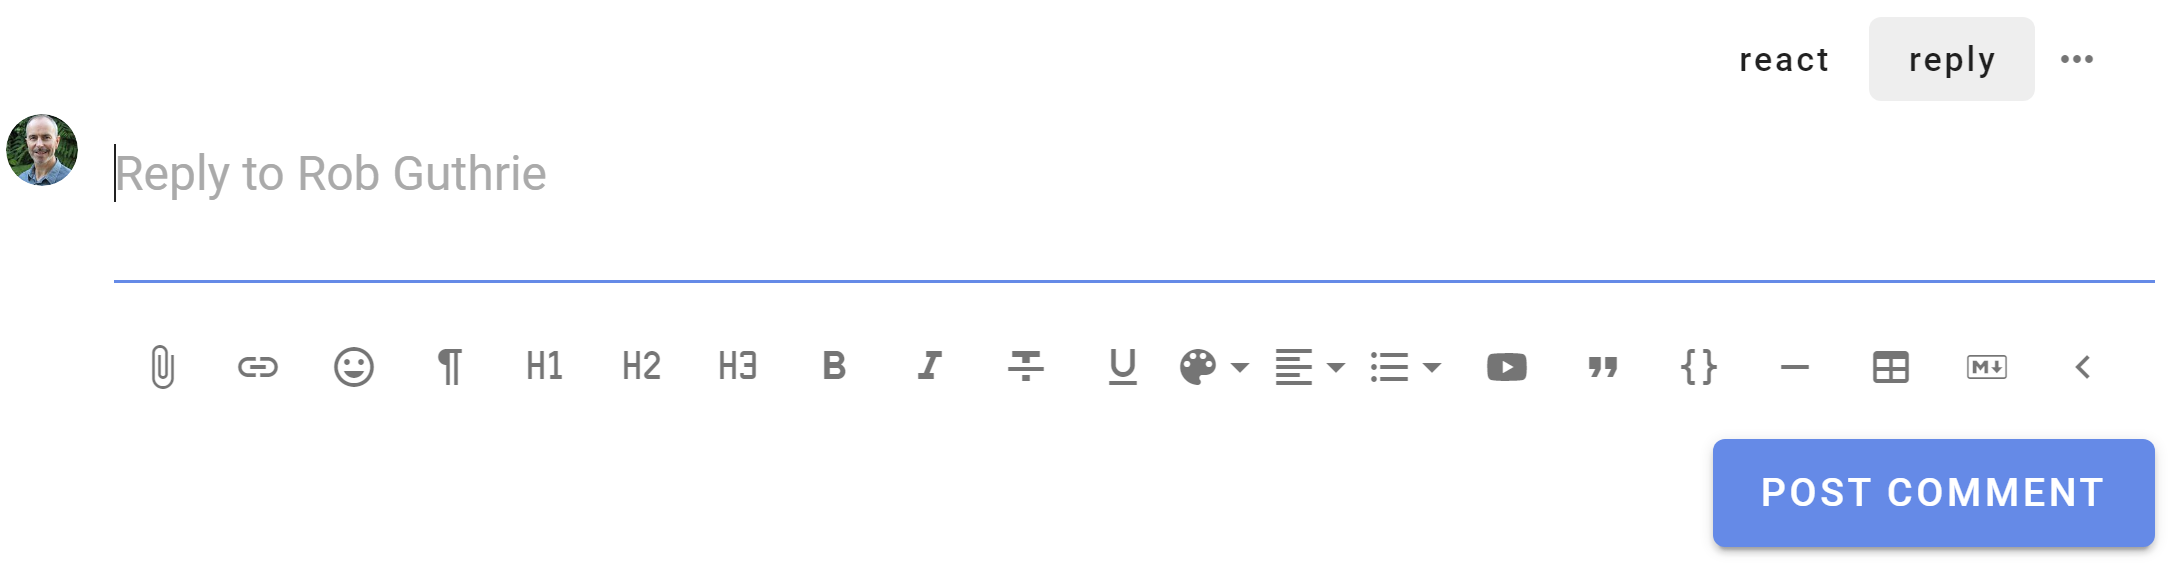 react reply
Reply to Rob Guthrie
H1 H2 H3 B I U M
POST COMMENT